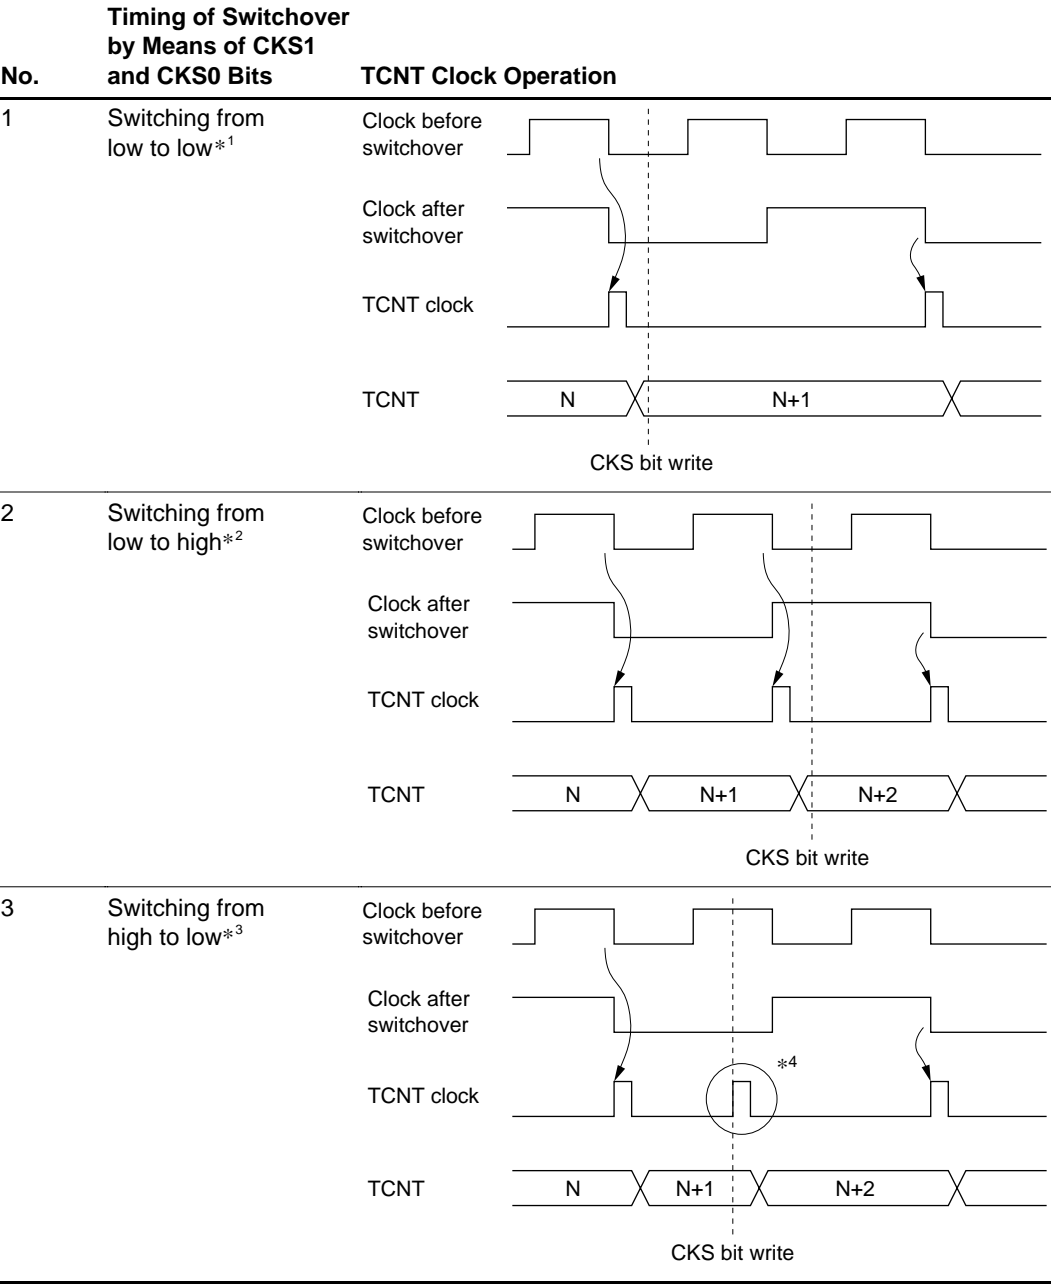 Timing of Switchover
by Means of CKS1
No. and CKS0 Bits TCNT Clock Operation
1 Switching from
low to low*1
Clock before
switchover
Clock after
switchover
TCNT clock
TCNT N N+1
CKS bit write
2 Switching from
low to high*2
Clock before
switchover
Clock after
switchover
TCNT clock
TCNT N N+1 N+2
CKS bit write
3 Switching from
high to low*3
Clock before
switchover
Clock after
switchover
*4
TCNT clock
TCNT N N+1 N+2
CKS bit write